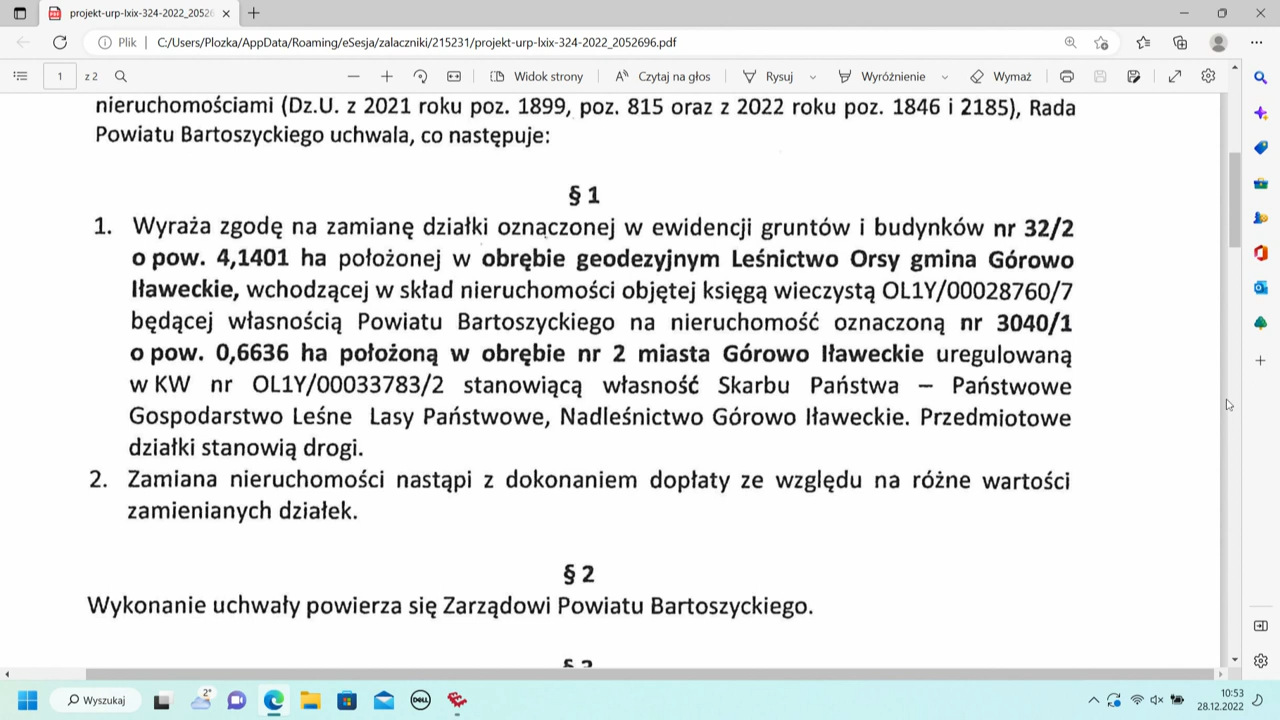 projekt-urp-lxix-324-2022_2052
Plik
C:/Users/Plozka/AppData/Roaming/eSesja/zalaczniki/215231/projekt-urp-lxix-324-2022_2052696.pdf
1 z 2 Widok strony Czytaj na głos Rysuj Wyróżnienie Wymaż
nieruchomościami (Dz.U. z 2021 roku poz. 1899, poz. 815 oraz z 2022 roku poz. 1846 i 2185), Rada
Powiatu Bartoszyckiego uchwala, co następuje:
§ 1
1. Wyraża zgodę na zamianę działki oznaczonej w ewidencji gruntów i budynków nr 32/2
o pow. 4,1401 ha położonej w obrębie geodezyjnym Leśnictwo Orsy gmina Górowo
Iławeckie, wchodzącej w skład nieruchomości objętej księgą wieczystą OL1Y/00028760/7
będącej własnością Powiatu Bartoszyckiego na nieruchomość oznaczoną nr 3040/1
o pow. 0,6636 ha położoną w obrębie nr 2 miasta Górowo Iławeckie uregulowaną
w KW nr OL1Y/00033783/2 stanowiącą własność Skarbu Państwa – Państwowe
Gospodarstwo Leśne Lasy Państwowe, Nadleśnictwo Górowo Iławeckie. Przedmiotowe
działki stanowią drogi.
2. Zamiana nieruchomości nastąpi z dokonaniem dopłaty ze względu na różne wartości
zamienianych działek.
§ 2
Wykonanie uchwały powierza się Zarządowi Powiatu Bartoszyckiego.
Wyszukaj
2°
DELL
10:53
28.12.2022